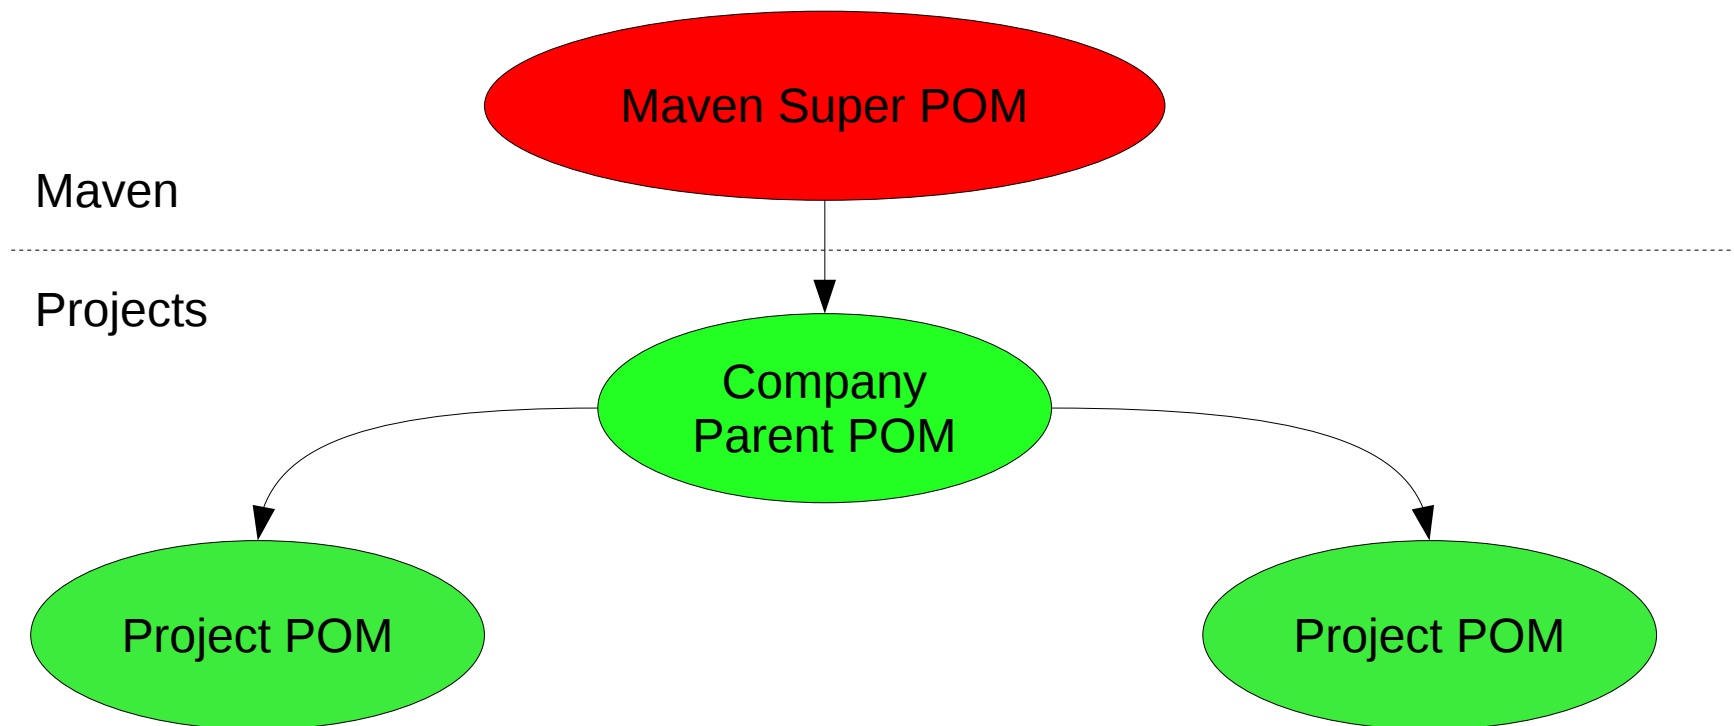 Maven Super POM
Maven
Projects
Company
Parent POM
Project POM
Project POM